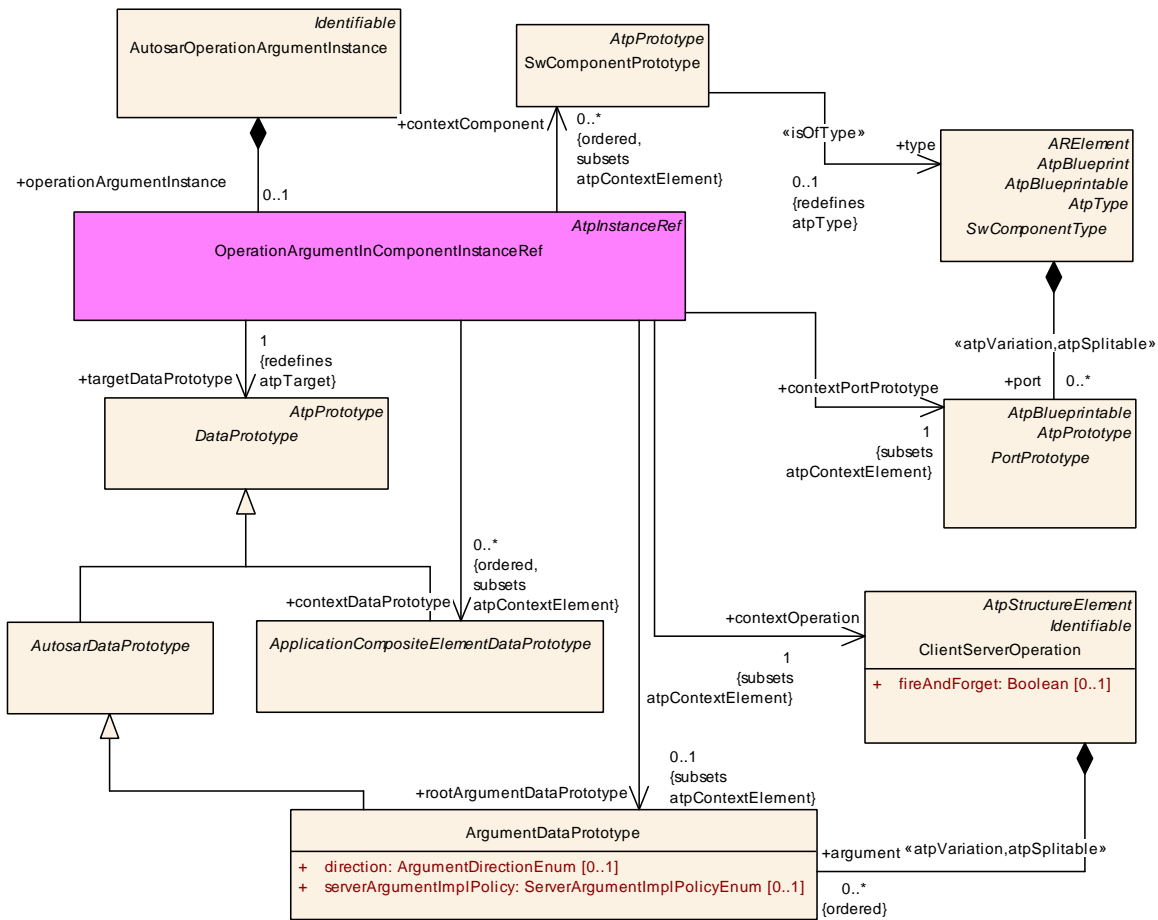 Identifiable
AutosarOperationArgumentInstance
AtpPrototype
SwComponentPrototype
+contextComponent
0..*
{ordered,
subsets
atpContextElement}
«isOfType»
+type
0..1
{redefines
atpType}
ARElement
AtpBlueprint
AtpBlueprintable
AtpType
SwComponentType
+operationArgumentInstance
0..1
AtpInstanceRef
OperationArgumentInComponentInstanceRef
«atpVariation,atpSplitable»
+port 0..*
1
{redefines
atpTarget}
+targetDataPrototype
+contextPortPrototype
1
{subsets
atpContextElement}
AtpPrototype
DataPrototype
AtpBlueprintable
AtpPrototype
PortPrototype
0..*
{ordered,
subsets
atpContextElement}
+contextDataPrototype
+contextOperation
1
{subsets
atpContextElement}
AutosarDataPrototype
ApplicationCompositeElementDataPrototype
AtpStructureElement
Identifiable
ClientServerOperation
+ fireAndForget: Boolean [0..1]
0..1
{subsets
atpContextElement}
+rootArgumentDataPrototype
ArgumentDataPrototype
+ direction: ArgumentDirectionEnum [0..1]
+ serverArgumentImplPolicy: ServerArgumentImplPolicyEnum [0..1]
+argument «atpVariation,atpSplitable»
0..*
{ordered}